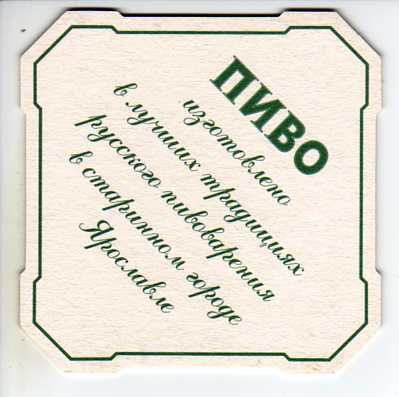 ПИВО
изготовлено
в лучших традициях
русского пивоварения
в старинном городе
Ярославле